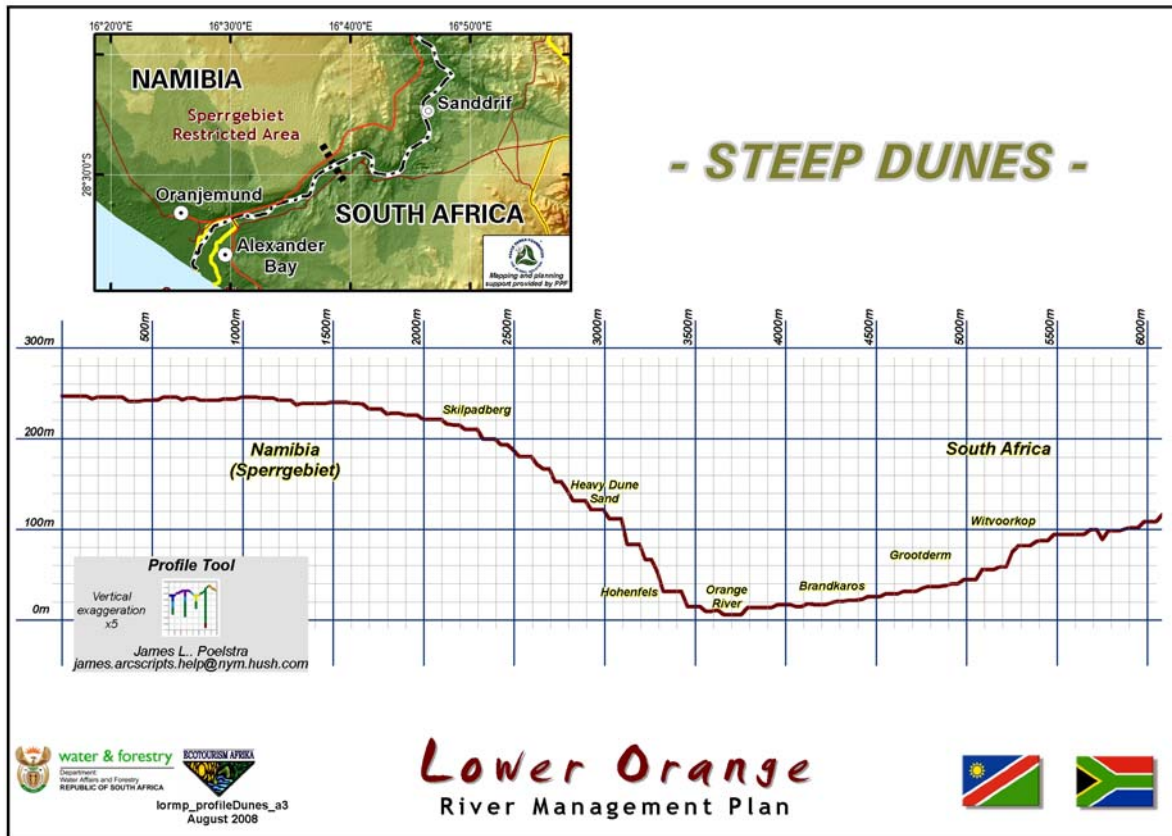 16°20'0"E 16°30'0"E 16°40'0"E 16°50'0"E
28°30'0"S
NAMIBIA
Sperrgebiet
Restricted Area
Sanddrif
Oranjemund
SOUTH AFRICA
Alexander
Bay
Mapping and planning
support provided by PPF
- STEEP DUNES -
500m 1000m 1500m 2000m 2500m 3000m 3500m 4000m 4500m 5000m 5500m 6000m
300m
200m
100m
0m
Skilpadberg
Namibia
(Sperrgebiet)
South Africa
Heavy Dune
Sand
Witvoorkop
Grootderm
Hohenfels
Orange
River
Brandkaros
Profile Tool
Vertical
exaggeration
x5
James L.. Poelstra
james.arcscripts.help@nym.hush.com
water & forestry
Department:
Water Affairs and Forestry
REPUBLIC OF SOUTH AFRICA
ECOTOURISM AFRIKA
lormp_profileDunes_a3
August 2008
Lower Orange
River Management Plan